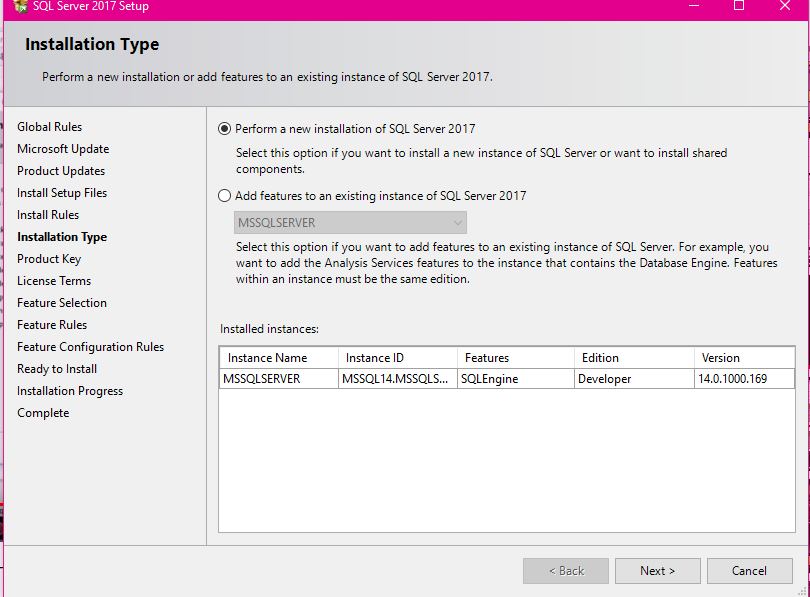 SQL Server 2017 Setup
Installation Type
Perform a new installation or add features to an existing instance of SQL Server 2017.
Global Rules
Microsoft Update
Product Updates
Install Setup Files
Install Rules
Installation Type
Product Key
License Terms
Feature Selection
Feature Rules
Feature Configuration Rules
Ready to Install
Installation Progress
Complete
Perform a new installation of SQL Server 2017
Select this option if you want to install a new instance of SQL Server or want to install shared
components.
Add features to an existing instance of SQL Server 2017
MSSQLSERVER
Select this option if you want to add features to an existing instance of SQL Server. For example, you
want to add the Analysis Services features to the instance that contains the Database Engine. Features
within an instance must be the same edition.
Installed instances:
Instance Name Instance ID Features Edition Version
MSSQLSERVER MSSQL14.MSSQLS... SQLEngine Developer 14.0.1000.169
< Back Next > Cancel